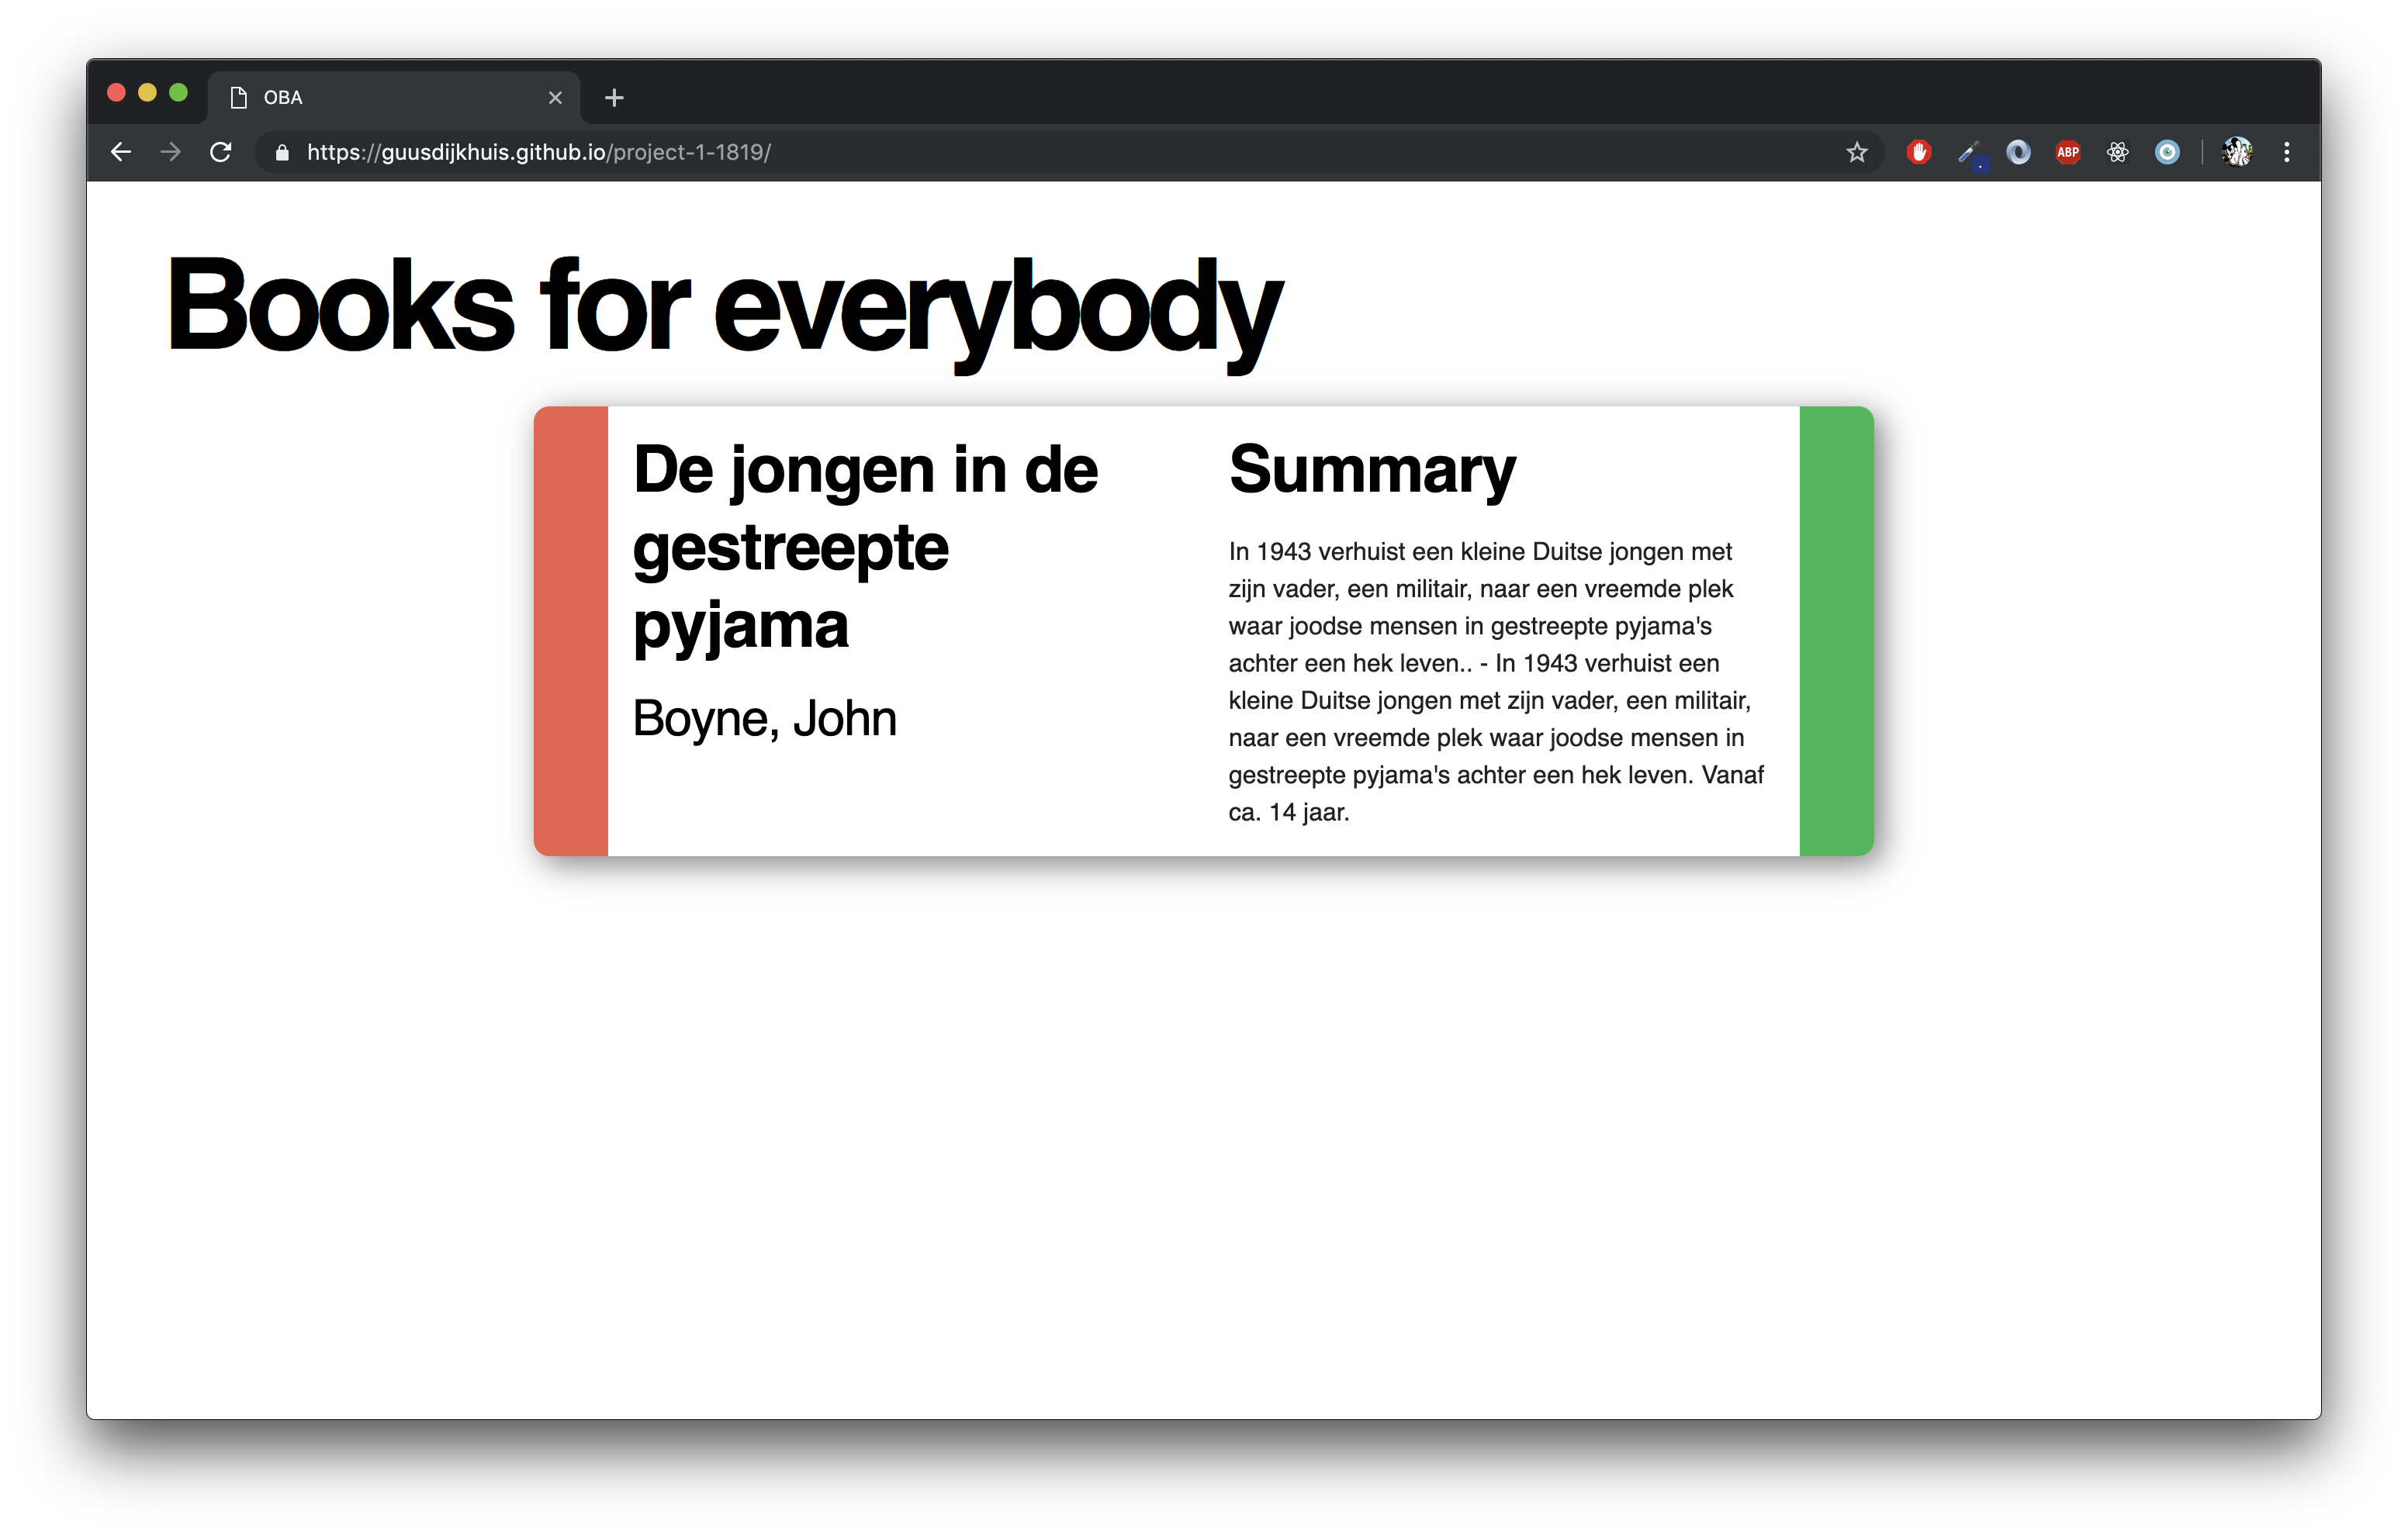 OBA
https://guusdijkhuis.github.io/project-1-1819/
ABP
Books for everybody
De jongen in de
gestreepte
pyjama
Boyne, John
Summary
In 1943 verhuist een kleine Duitse jongen met
zijn vader, een militair, naar een vreemde plek
waar joodse mensen in gestreepte pyjama's
achter een hek leven.. - In 1943 verhuist een
kleine Duitse jongen met zijn vader, een militair,
naar een vreemde plek waar joodse mensen in
gestreepte pyjama's achter een hek leven. Vanaf
ca. 14 jaar.